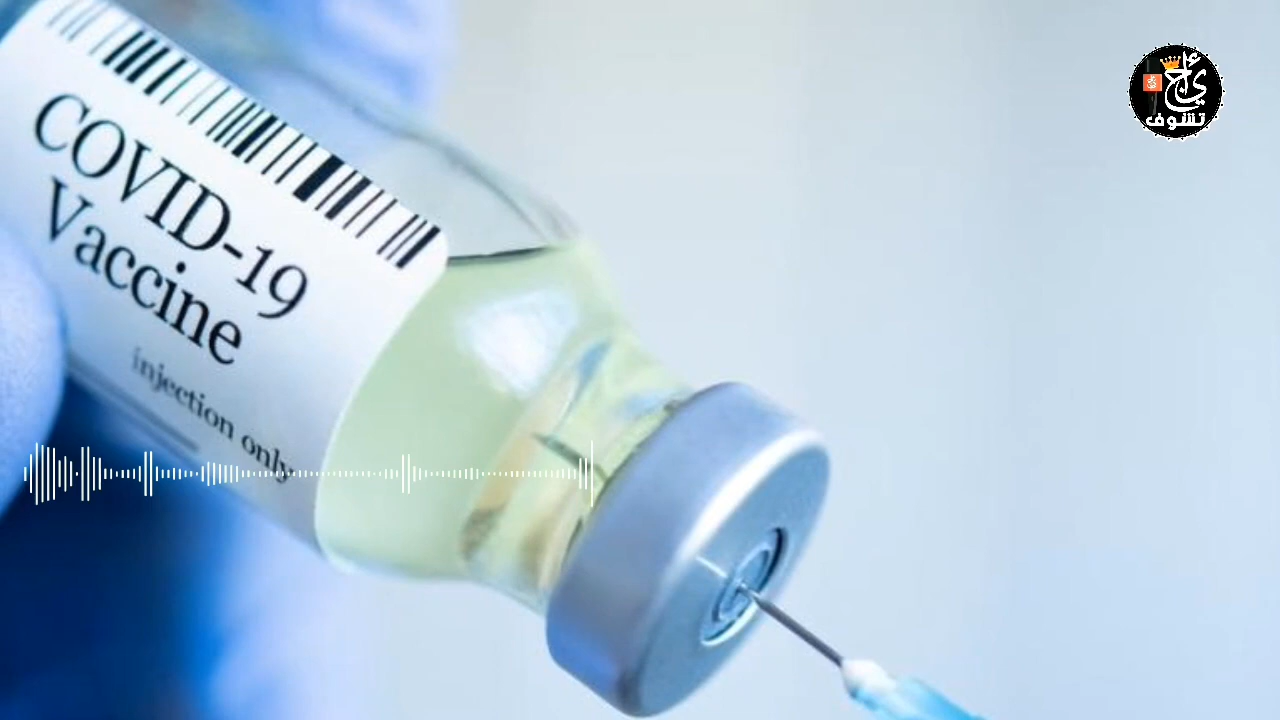 COVID-19
Vaccine
injection only
تشوف